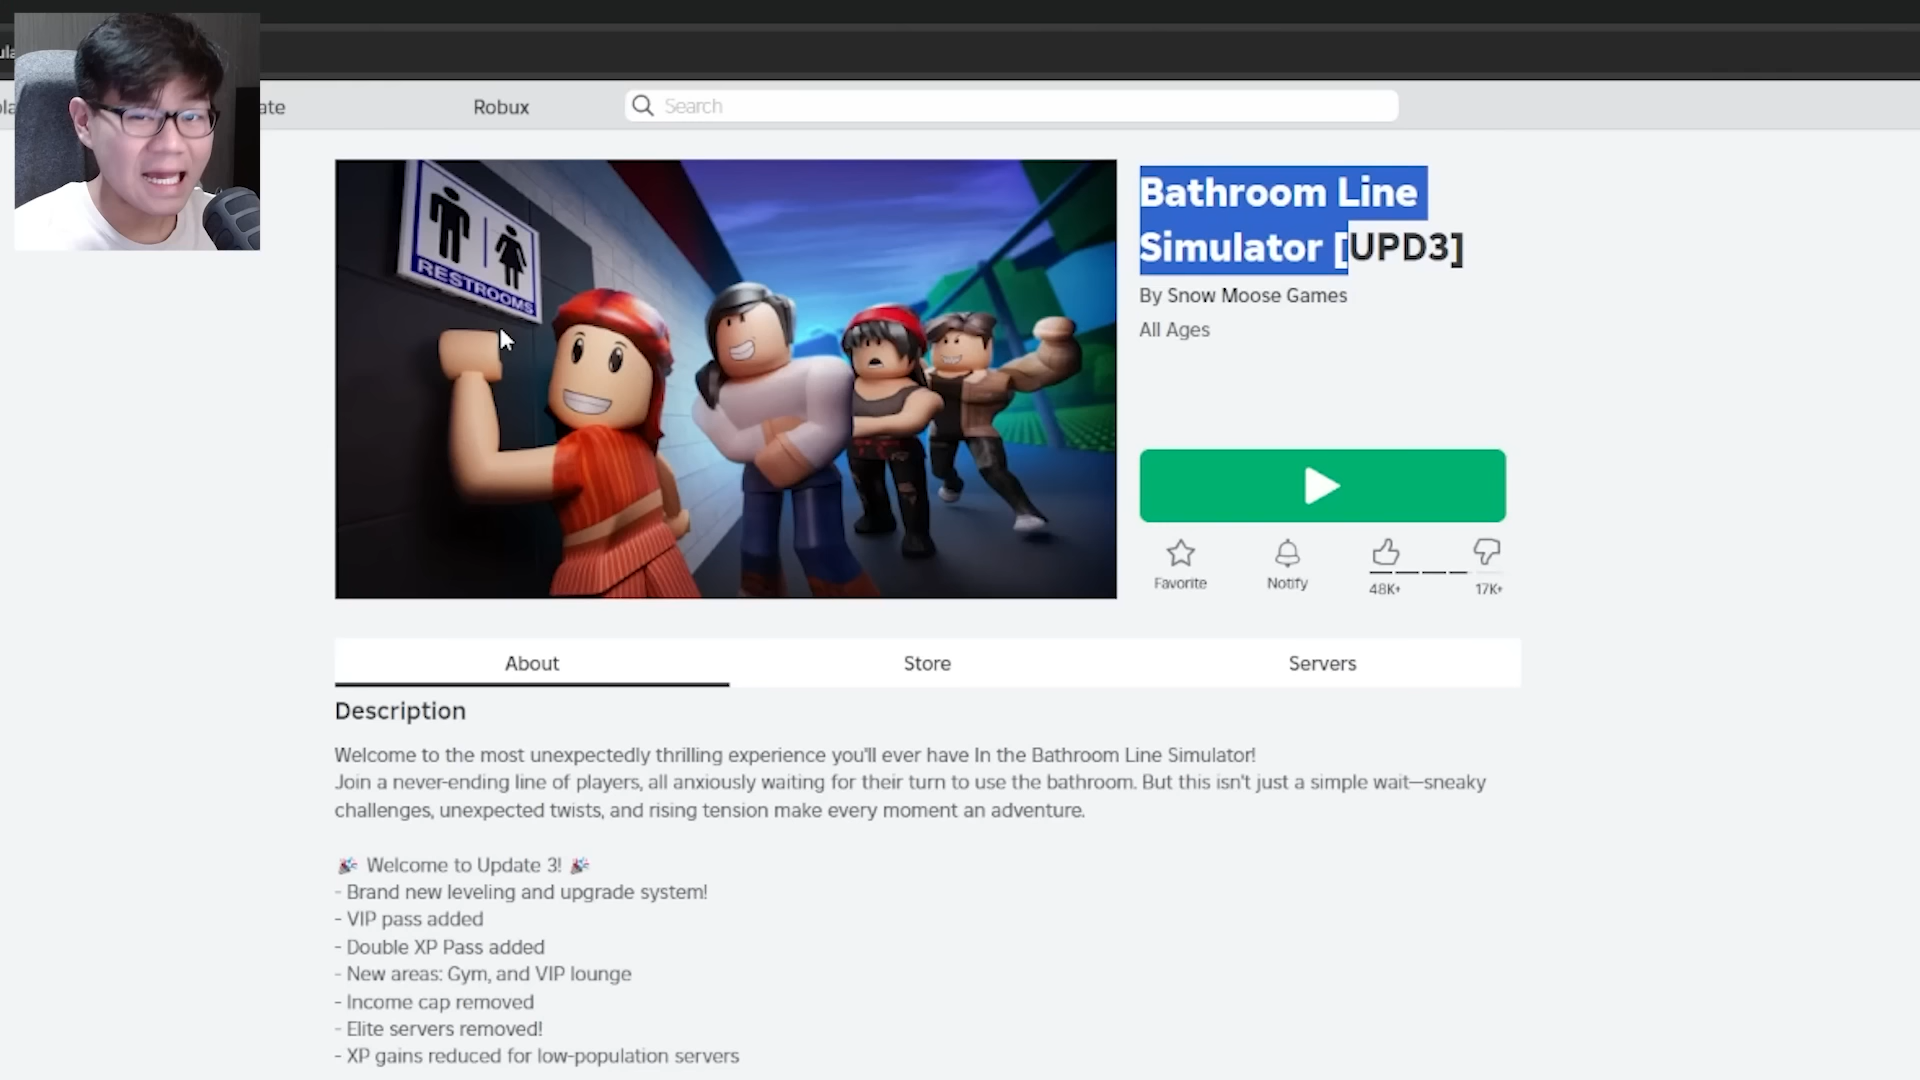 Robux
Search
RESTROOMS
Bathroom Line
Simulator [UPD3]
By Snow Moose Games
All Ages
Favorite
Notify
48K+
17K+
About
Store
Servers
Description
Welcome to the most unexpectedly thrilling experience you'll ever have In the Bathroom Line Simulator!
Join a never-ending line of players, all anxiously waiting for their turn to use the bathroom. But this isn't just a simple wait—sneaky
challenges, unexpected twists, and rising tension make every moment an adventure.
🎉 Welcome to Update 3! 🎉
- Brand new leveling and upgrade system!
- VIP pass added
- Double XP Pass added
- New areas: Gym, and VIP lounge
- Income cap removed
- Elite servers removed!
- XP gains reduced for low-population servers